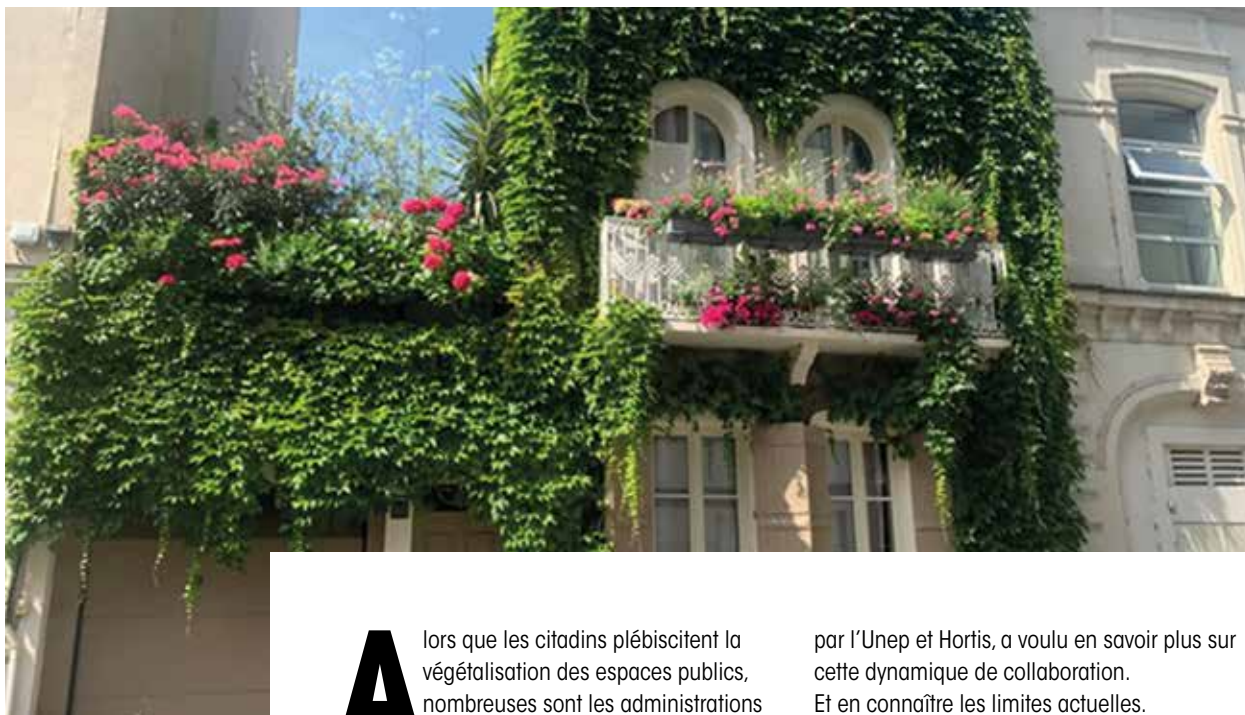 Alors que les citadins plébiscitent la
végétalisation des espaces publics,
nombreuses sont les administrations
par l'Unep et Hortis, a voulu en savoir plus sur
cette dynamique de collaboration.
Et en connaître les limites actuelles.